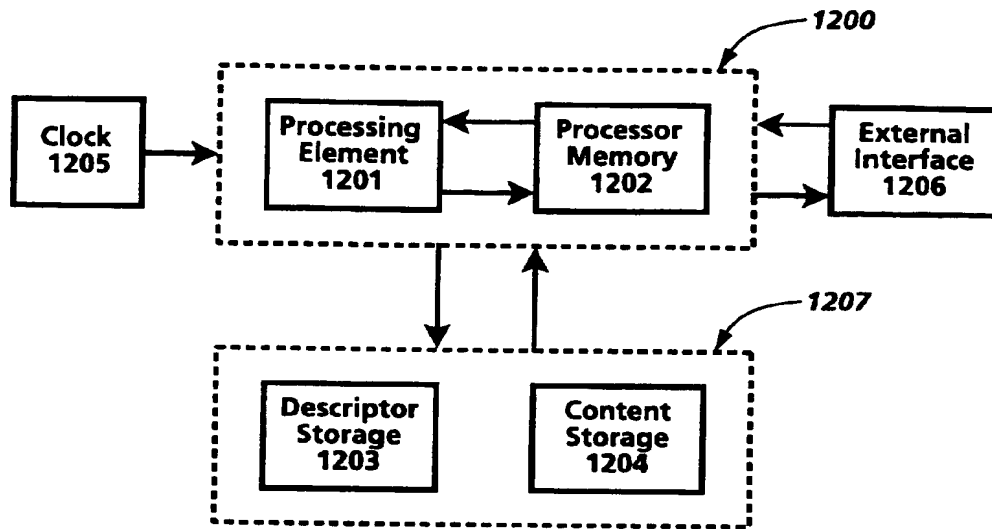 1200
Clock
1205
Processing
Element
1201
Processor
Memory
1202
External
Interface
1206
1207
Descriptor
Storage
1203
Content
Storage
1204